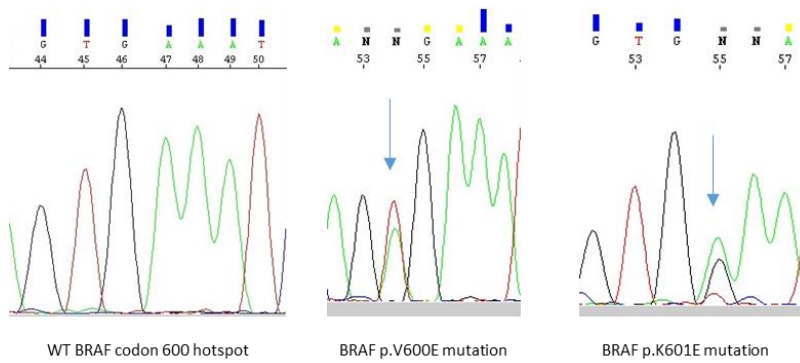 G T G A A A T
44 45 46 47 48 49 50
WT BRAF codon 600 hotspot
A N N G A A A
53 55 57
BRAF p.V600E mutation
G T G N N A
53 55 57
BRAF p.K601E mutation